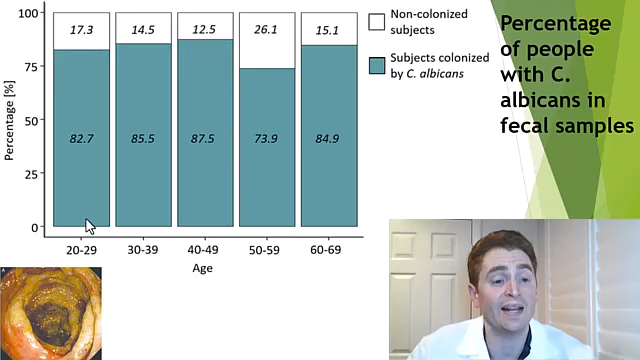 Percentage
of people
with C.
albicans in
fecal samples
Non-colonized
subjects
Subjects colonized
by C. albicans
Percentage [%]
100
75
50
25
0
17.3
14.5
12.5
26.1
15.1
82.7
85.5
87.5
73.9
84.9
20-29
30-39
40-49
50-59
60-69
Age